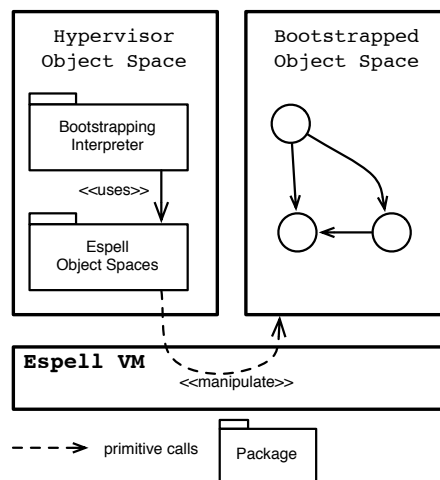 Hypervisor
Object Space
Bootstrapped
Object Space
Bootstrapping
Interpreter
<<uses>>
Espell
Object Spaces
Espell VM
<<manipulate>>
primitive calls
Package